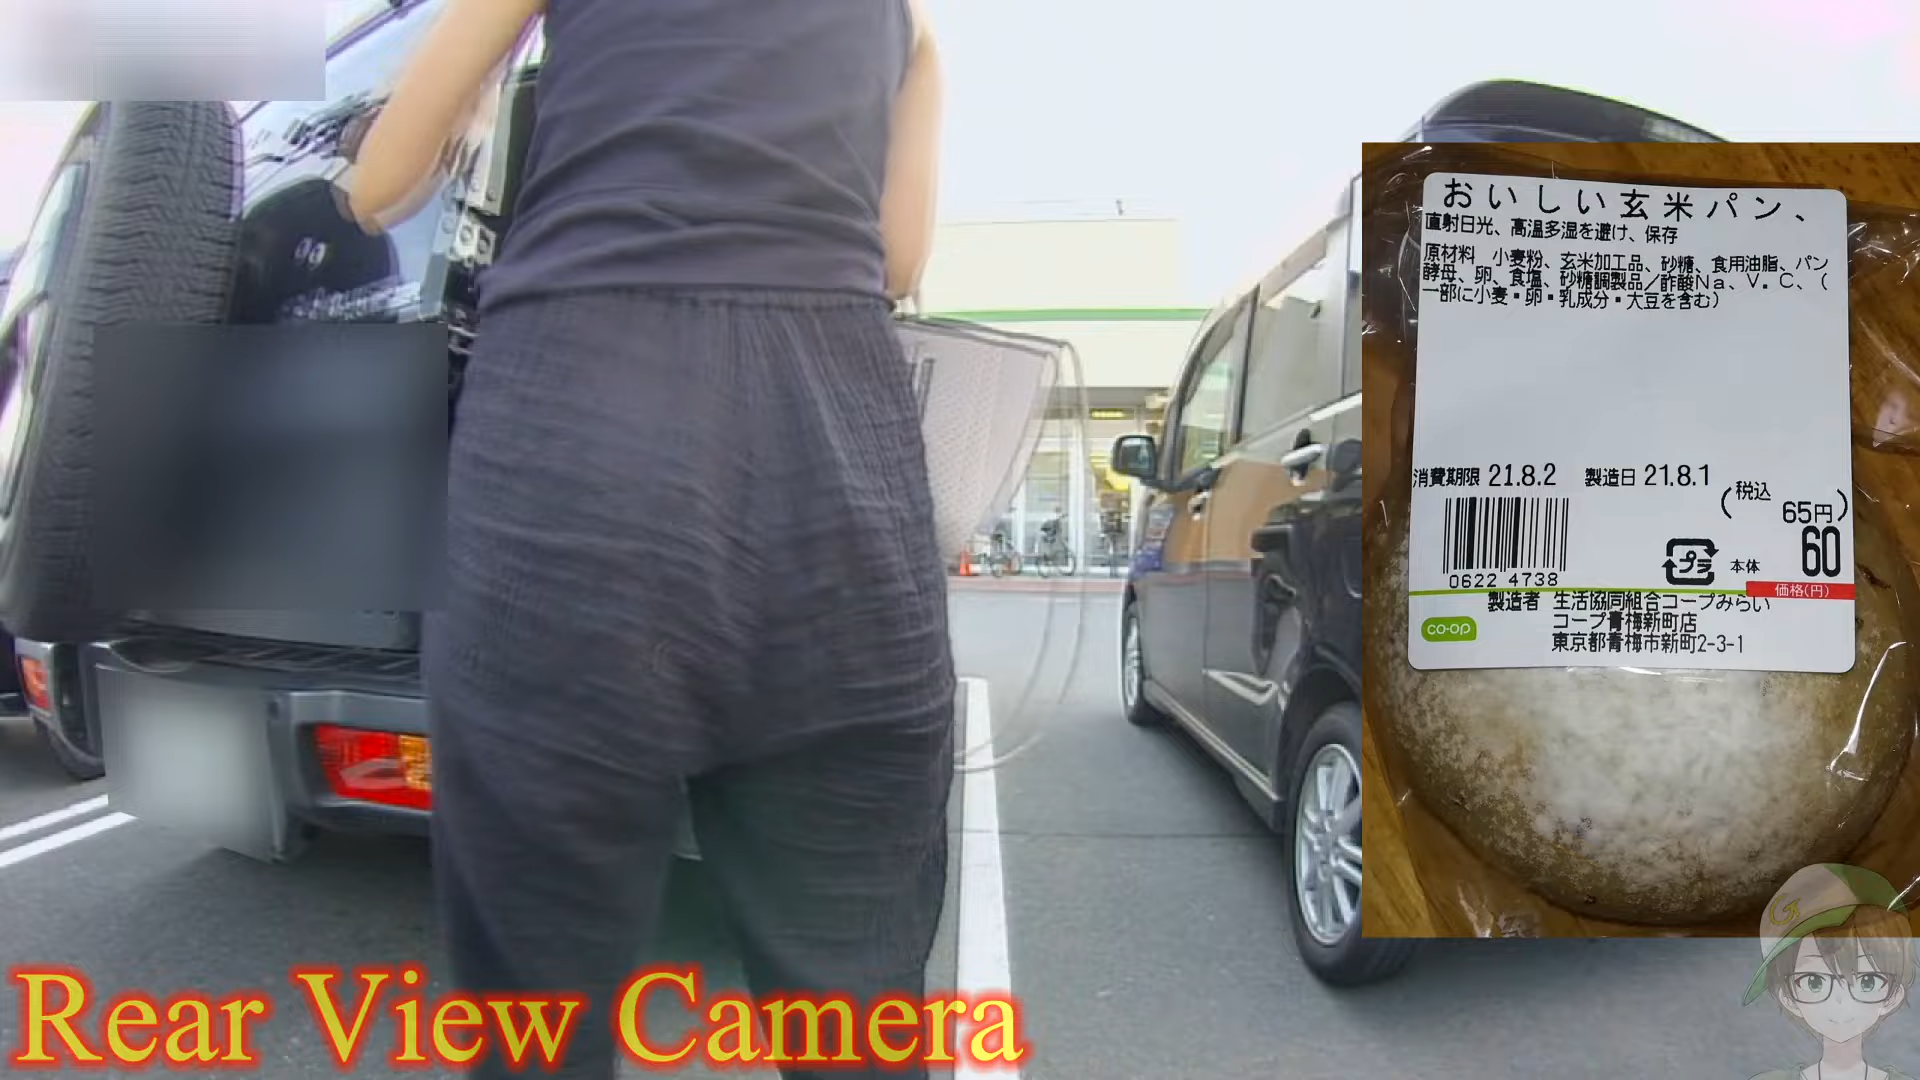 おいしい玄米パン、
直射日光、高温多湿を避け、保存
原材料　小麦粉、玄米加工品、砂糖、食用油脂、パン
酵母、卵、食塩、砂糖調製品／酢酸Na、V．C、（
一部に小麦・卵・乳成分・大豆を含む）
消費期限 21.8.2　製造日 21.8.1
（税込
65円）
プラ 本体 60
価格(円)
0622 4738
製造者　生活協同組合コープみらい
コープ青梅新町店
東京都青梅市新町2-3-1
co-op
Rear View Camera